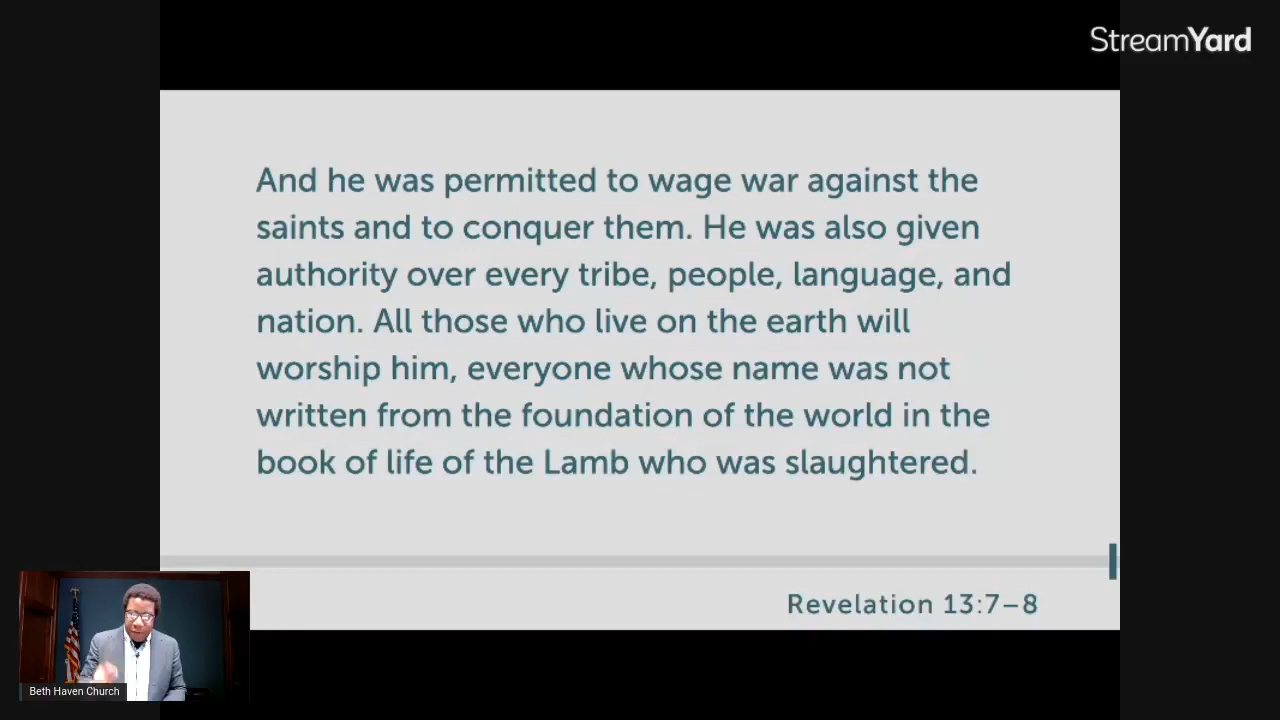 StreamYard
And he was permitted to wage war against the
saints and to conquer them. He was also given
authority over every tribe, people, language, and
nation. All those who live on the earth will
worship him, everyone whose name was not
written from the foundation of the world in the
book of life of the Lamb who was slaughtered.
Revelation 13:7–8
Beth Haven Church